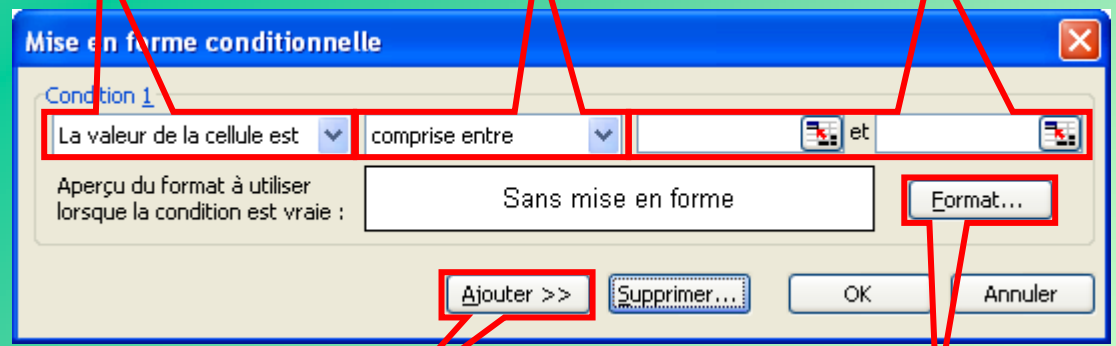 Mise en forme conditionnelle
Condition 1
La valeur de la cellule est comprise entre et
Aperçu du format à utiliser
lorsque la condition est vraie :
Sans mise en forme
Format...
Ajouter >> Supprimer... OK Annuler